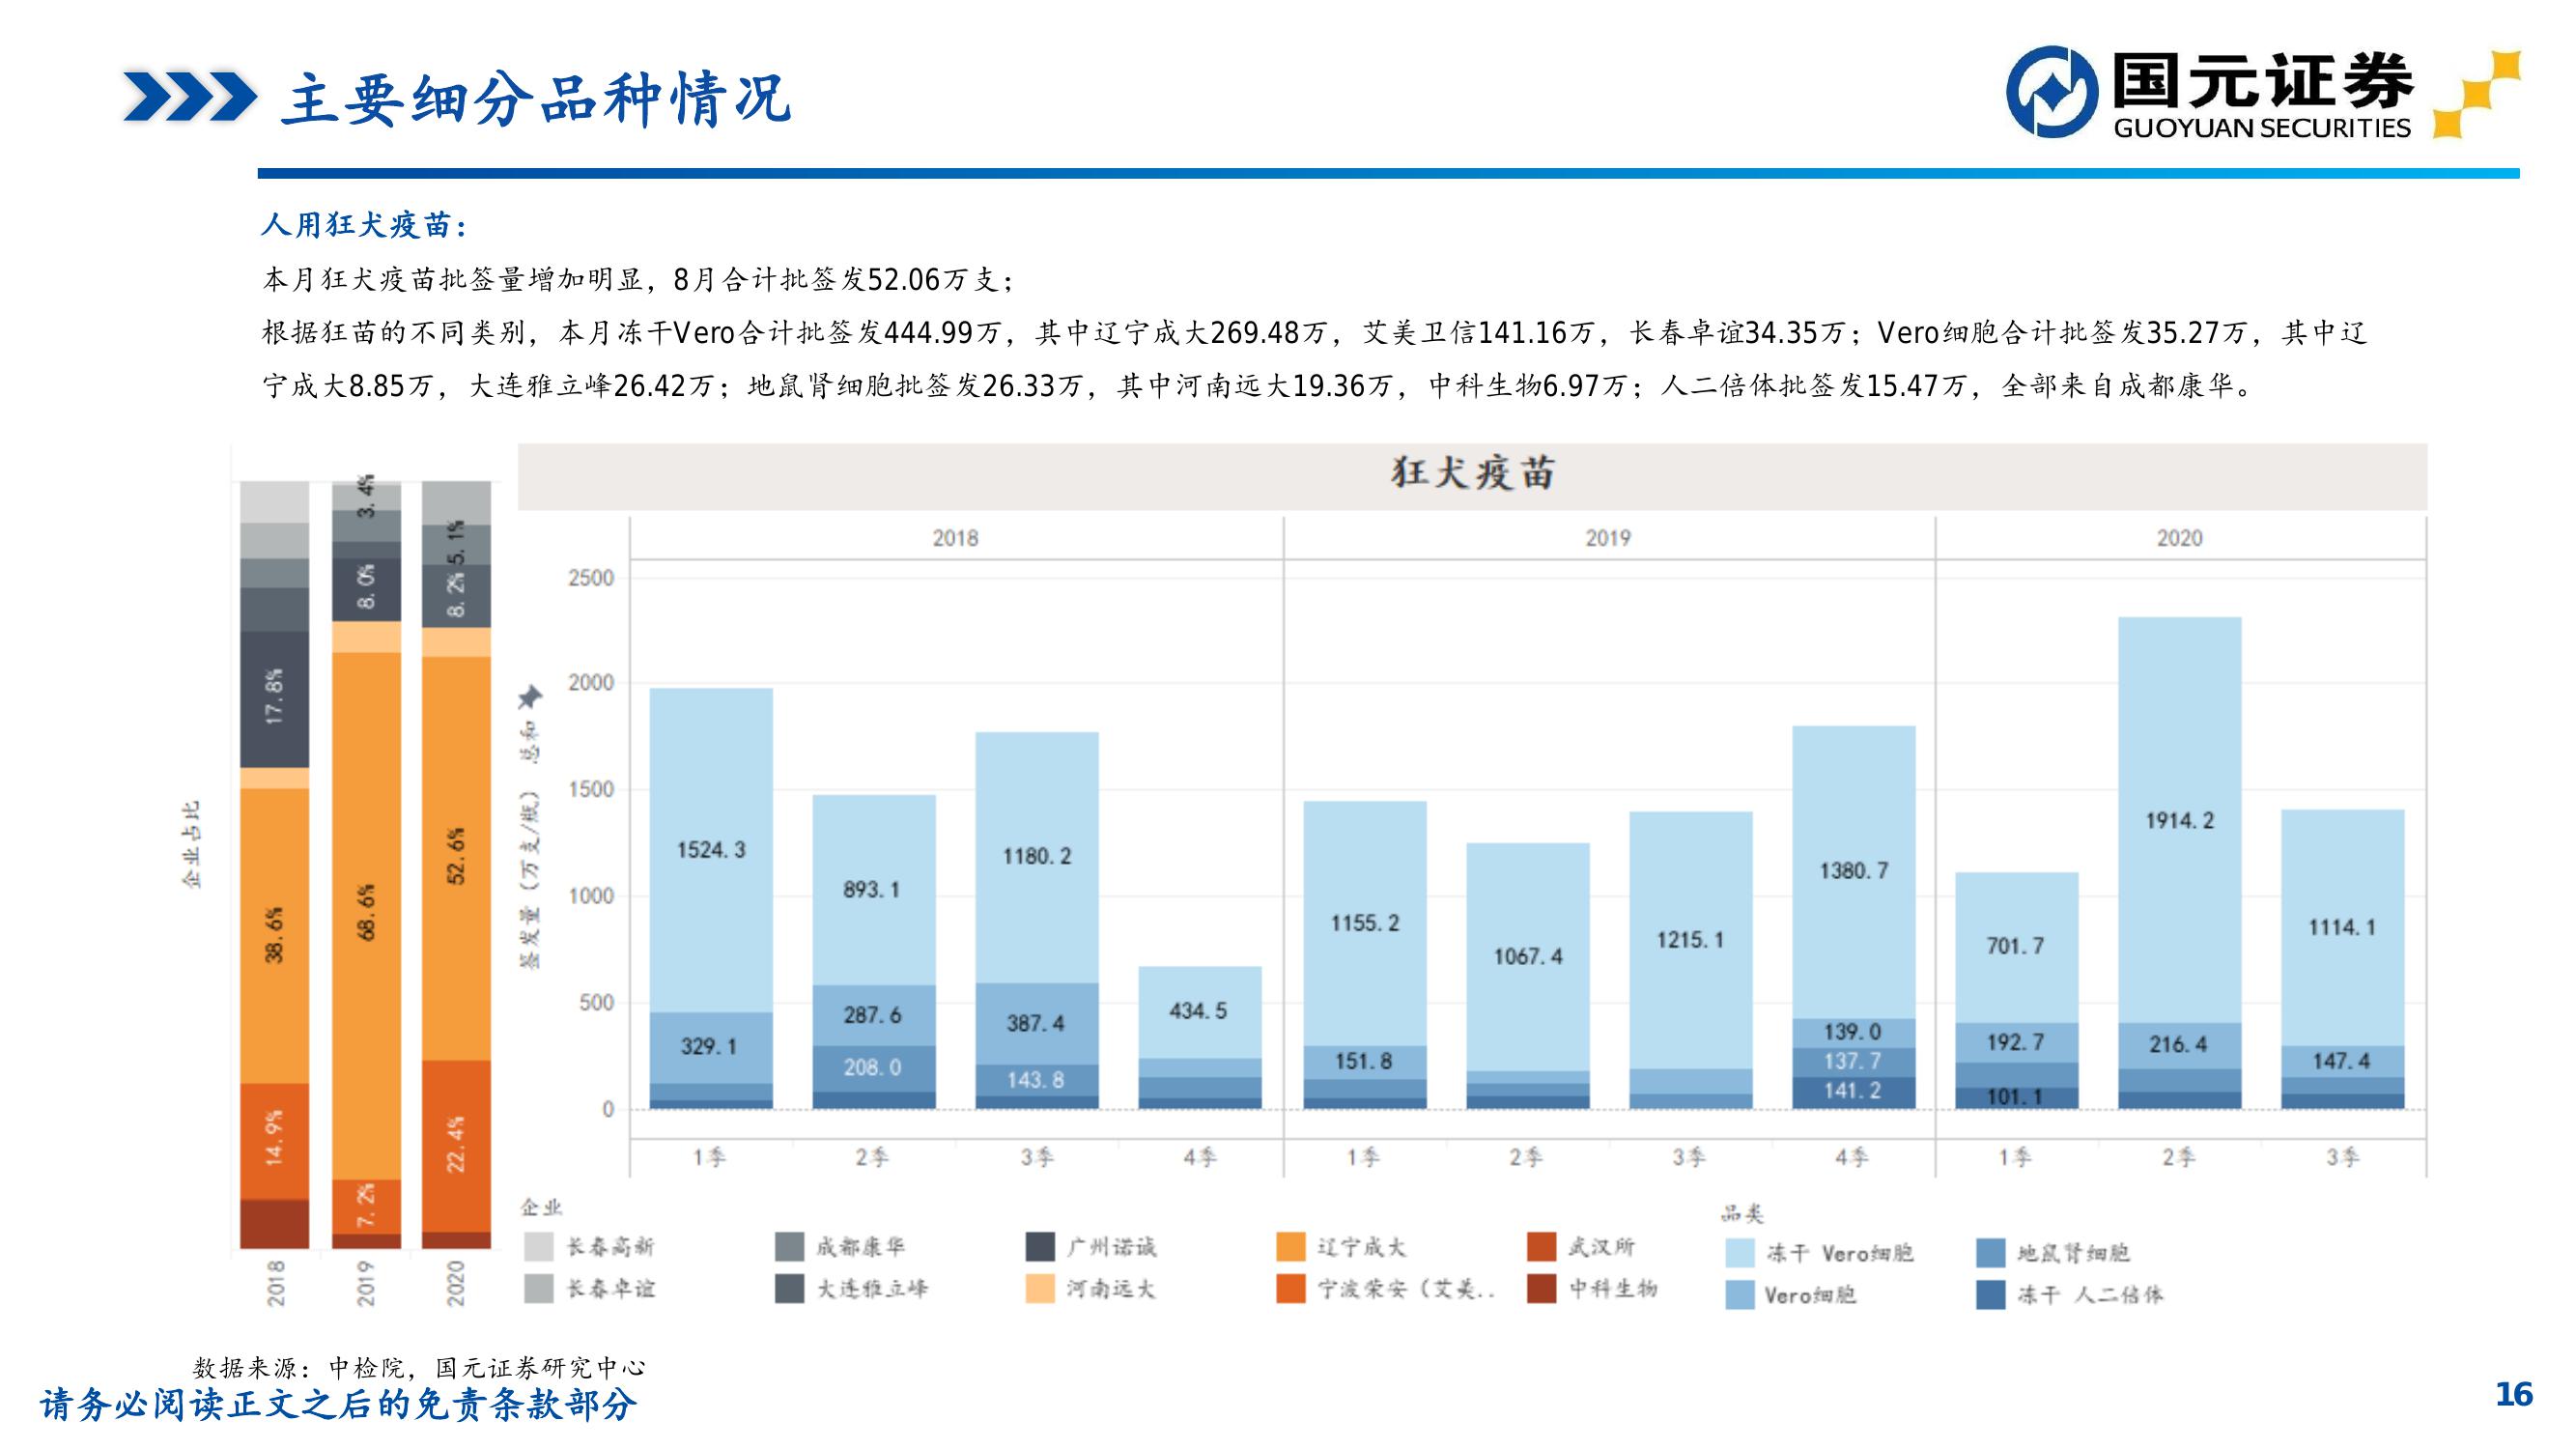 主要细分品种情况
国元证券
GUOYUAN SECURITIES
人用狂犬疫苗：
本月狂犬疫苗批签量增加明显，8月合计批签发52.06万支；
根据狂苗的不同类别，本月冻干Vero合计批签发444.99万，其中辽宁成大269.48万，艾美卫信141.16万，长春卓谊34.35万；Vero细胞合计批签发35.27万，其中辽
宁成大8.85万，大连雅立峰26.42万；地鼠肾细胞批签发26.33万，其中河南远大19.36万，中科生物6.97万；人二倍体批签发15.47万，全部来自成都康华。
企业占比
17.8%
38.6%
14.9%
2018
3.4%
8.0%
68.6%
7.2%
2019
5.1%
8.2%
52.6%
22.4%
2020
狂犬疫苗
2018 2019 2020
签发量（万支/瓶） 总和
2500
2000
1500
1000
500
0
1524.3
329.1
893.1
287.6
208.0
1180.2
387.4
143.8
434.5
1155.2
151.8
1067.4
1215.1
1380.7
139.0
137.7
141.2
701.7
192.7
101.1
1914.2
216.4
1114.1
147.4
1季 2季 3季 4季 1季 2季 3季 4季 1季 2季 3季
企业
长春高新 成都康华 广州诺诚 辽宁成大 武汉所
长春卓谊 大连雅立峰 河南远大 宁波荣安（艾美.. 中科生物
品类
冻干 Vero细胞 地鼠肾细胞
Vero细胞 冻干 人二倍体
数据来源：中检院，国元证券研究中心
请务必阅读正文之后的免责条款部分
16